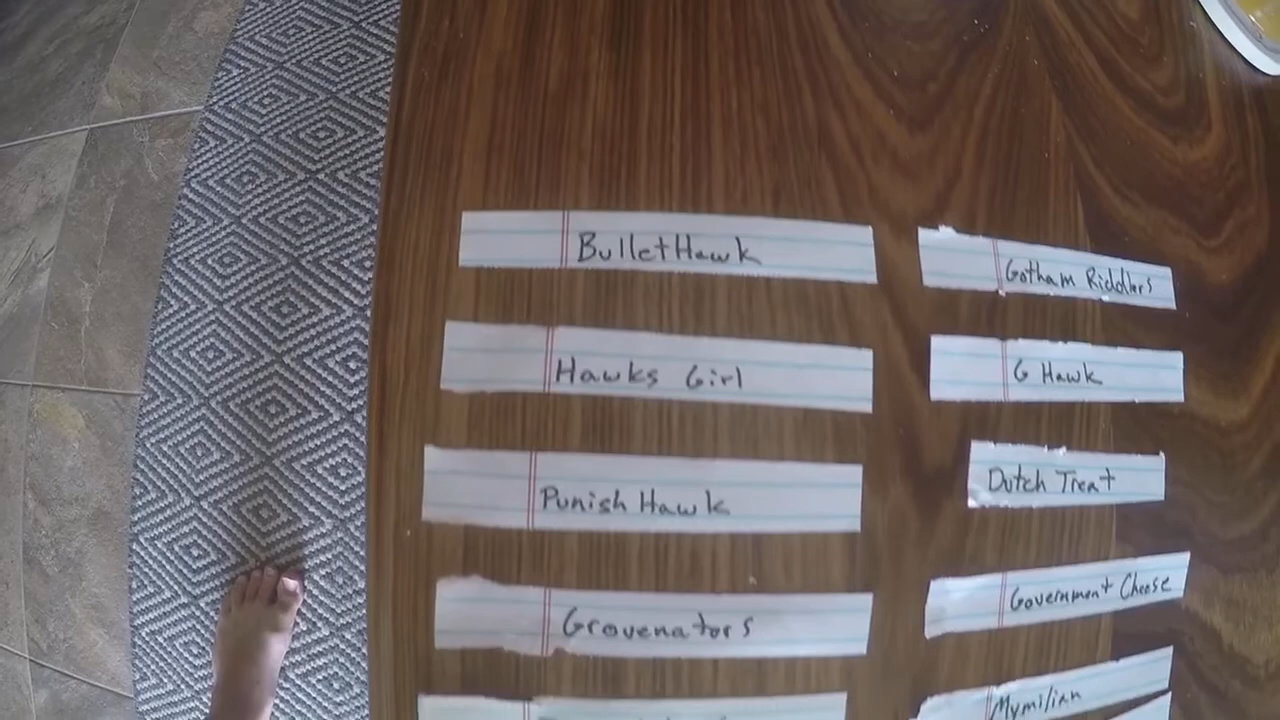 BulletHawk
Hawks Girl
Punish Hawk
Grovenators
Gotham Riddlers
G Hawk
Dutch Treat
Government Cheese
Mymilian